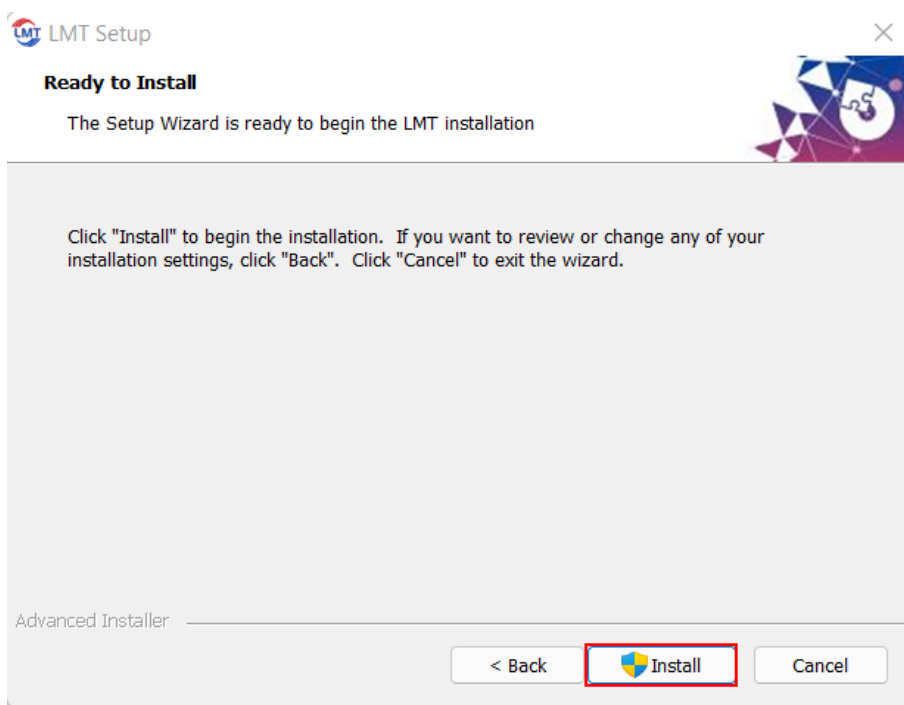 LMT LMT Setup
Ready to Install
The Setup Wizard is ready to begin the LMT installation
Click "Install" to begin the installation.  If you want to review or change any of your
installation settings, click "Back".  Click "Cancel" to exit the wizard.
Advanced Installer
< Back Install Cancel